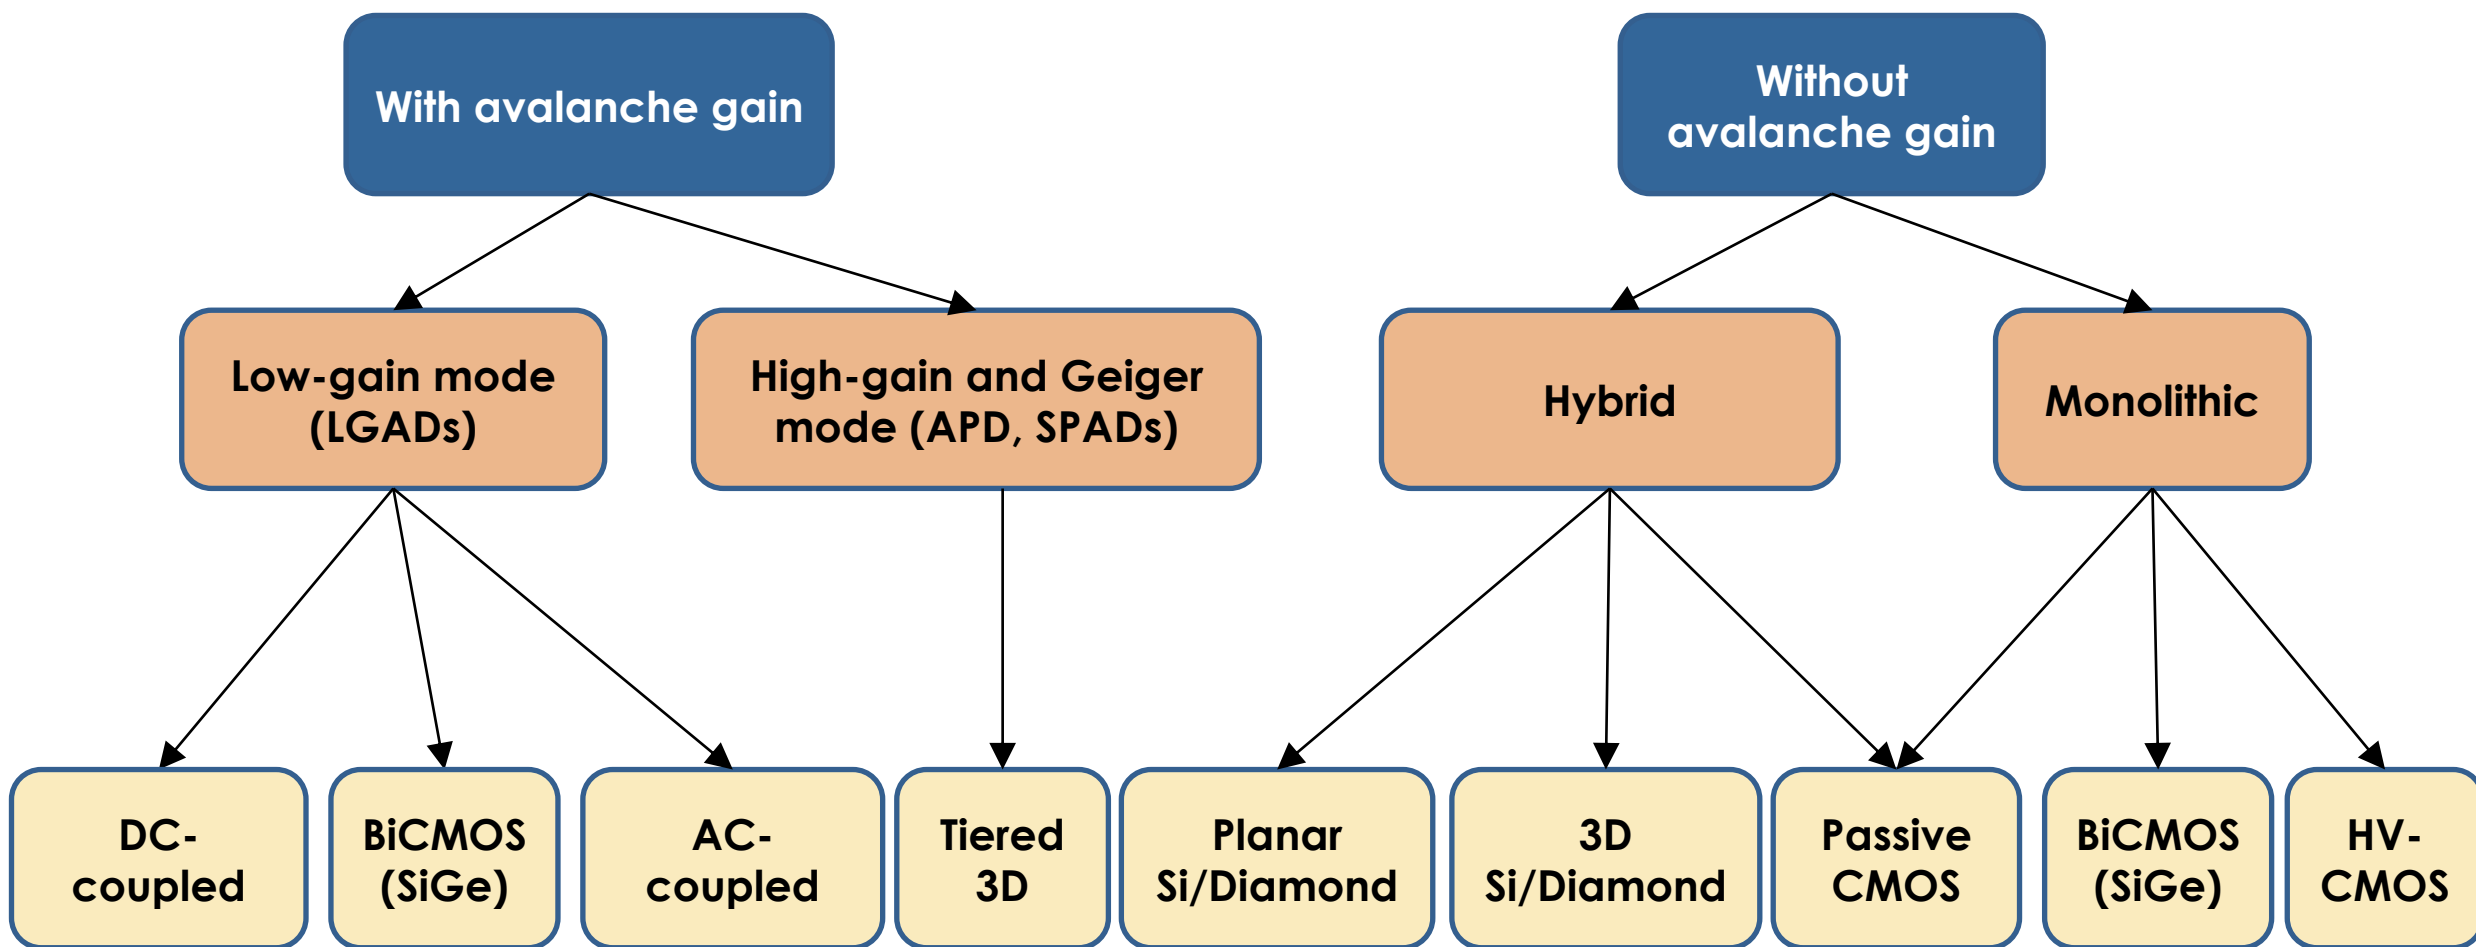 With avalanche gain
Without
avalanche gain
Low-gain mode
(LGADs)
High-gain and Geiger
mode (APD, SPADs)
Hybrid
Monolithic
DC-
coupled
BiCMOS
(SiGe)
AC-
coupled
Tiered
3D
Planar
Si/Diamond
3D
Si/Diamond
Passive
CMOS
BiCMOS
(SiGe)
HV-
CMOS